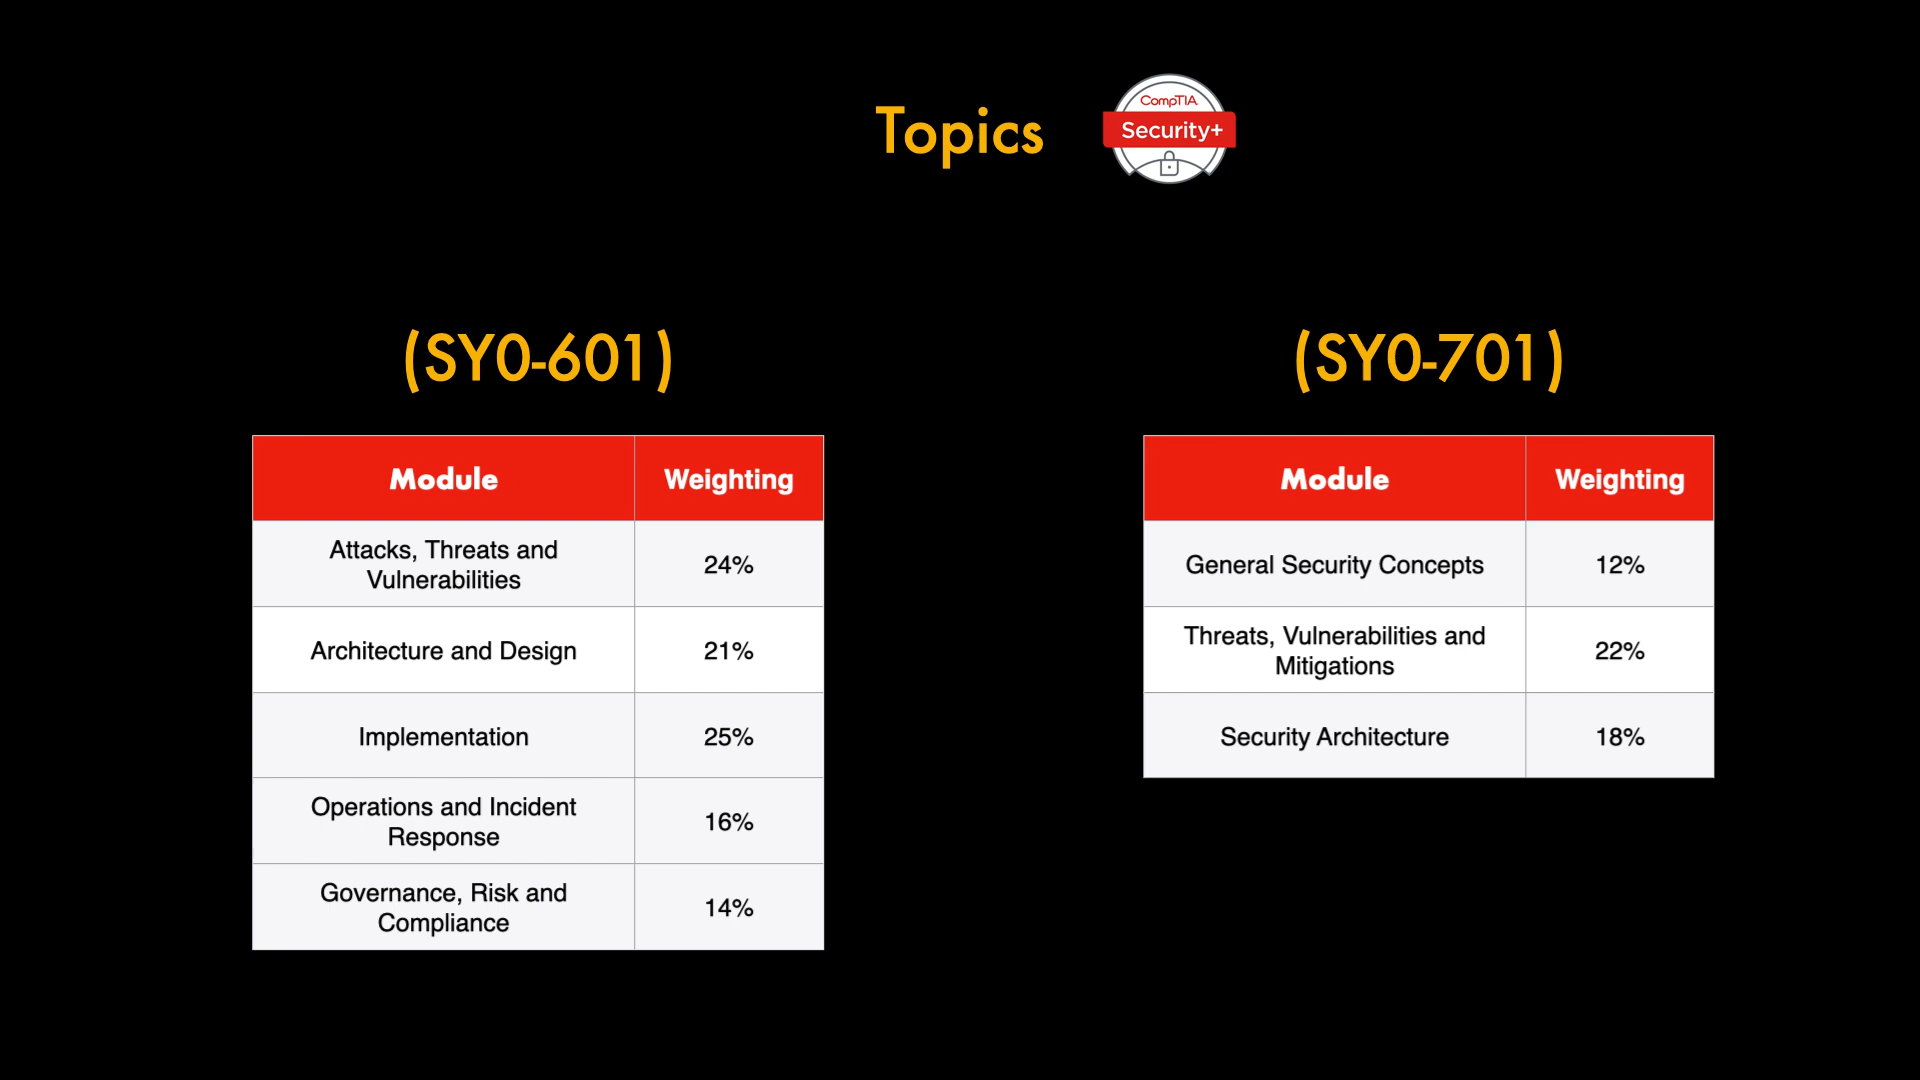 Topics
CompTIA
Security+
(SY0-601)
Module Weighting
Attacks, Threats and
Vulnerabilities
24%
Architecture and Design 21%
Implementation 25%
Operations and Incident
Response
16%
Governance, Risk and
Compliance
14%
(SY0-701)
Module Weighting
General Security Concepts 12%
Threats, Vulnerabilities and
Mitigations
22%
Security Architecture 18%